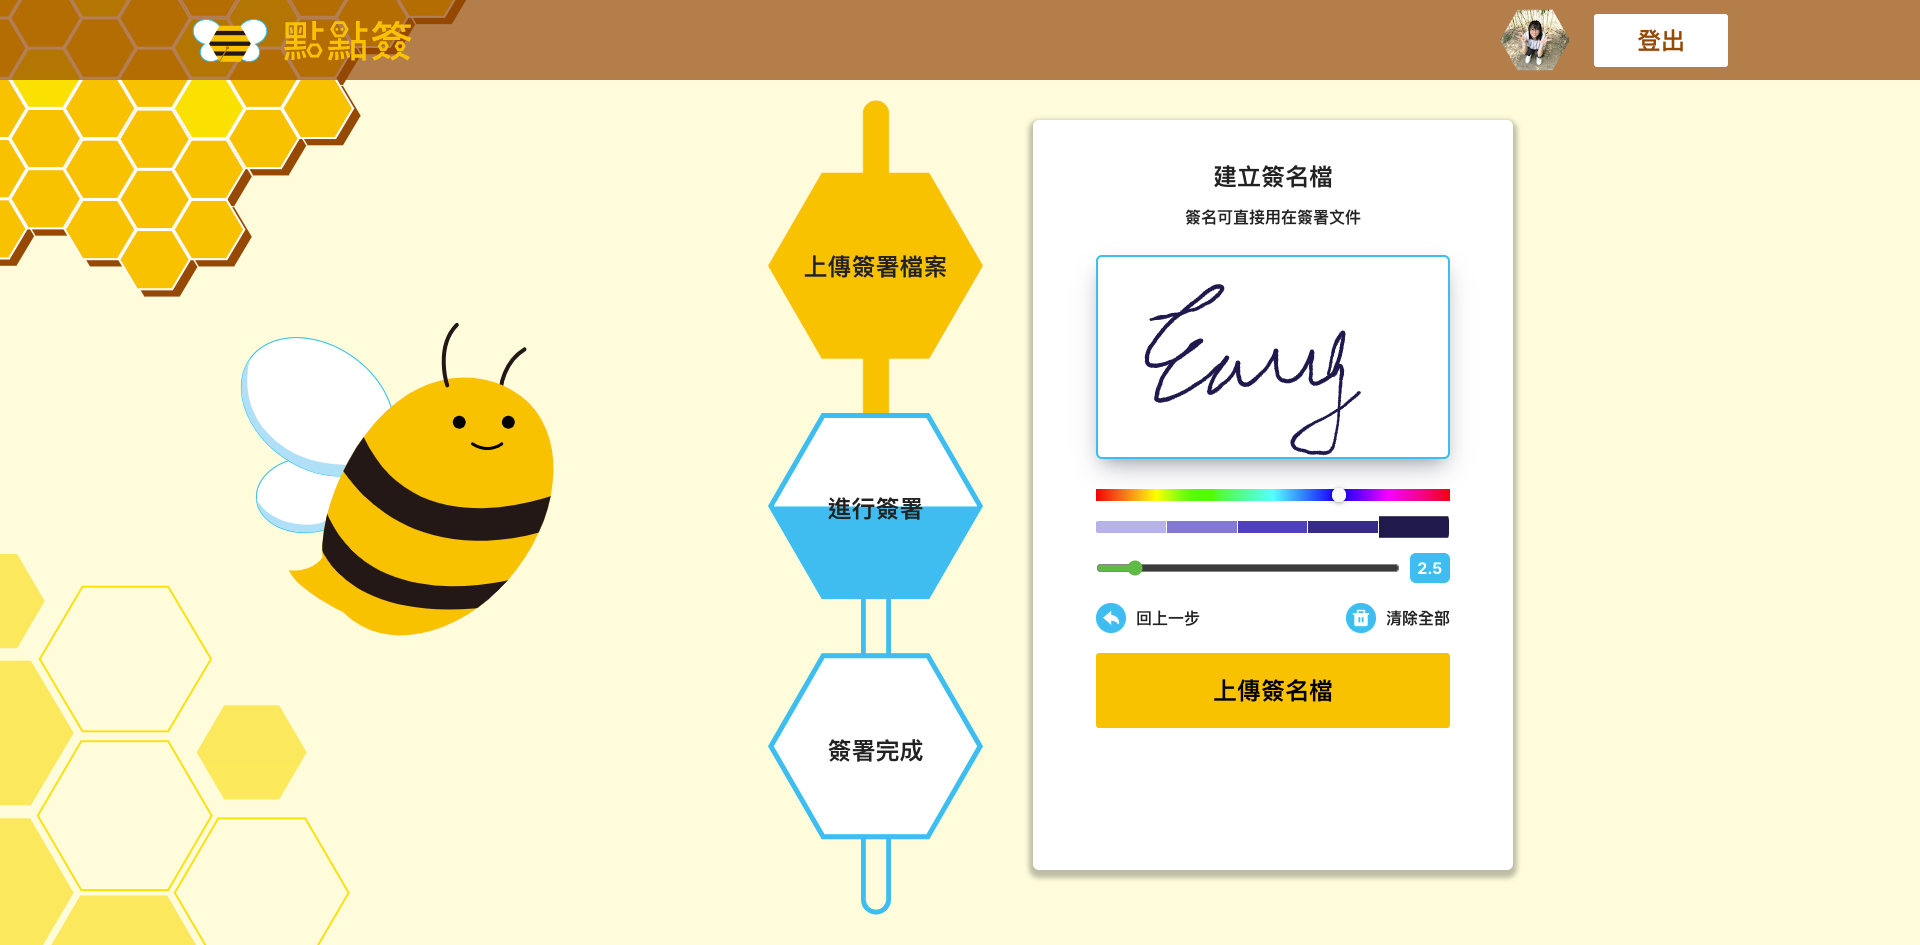 點點簽
登出
上傳簽署檔案
進行簽署
簽署完成
建立簽名檔
簽名可直接用在簽署文件
2.5
回上一步
清除全部
上傳簽名檔